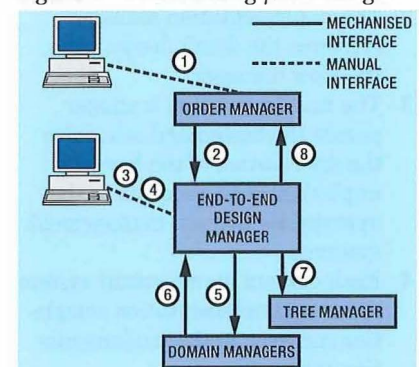 MECHANISED
INTERFACE
MANUAL
INTERFACE
1
ORDER MANAGER
2
8
3
4
END-TO-END
DESIGN
MANAGER
7
6
5
TREE MANAGER
DOMAIN MANAGERS